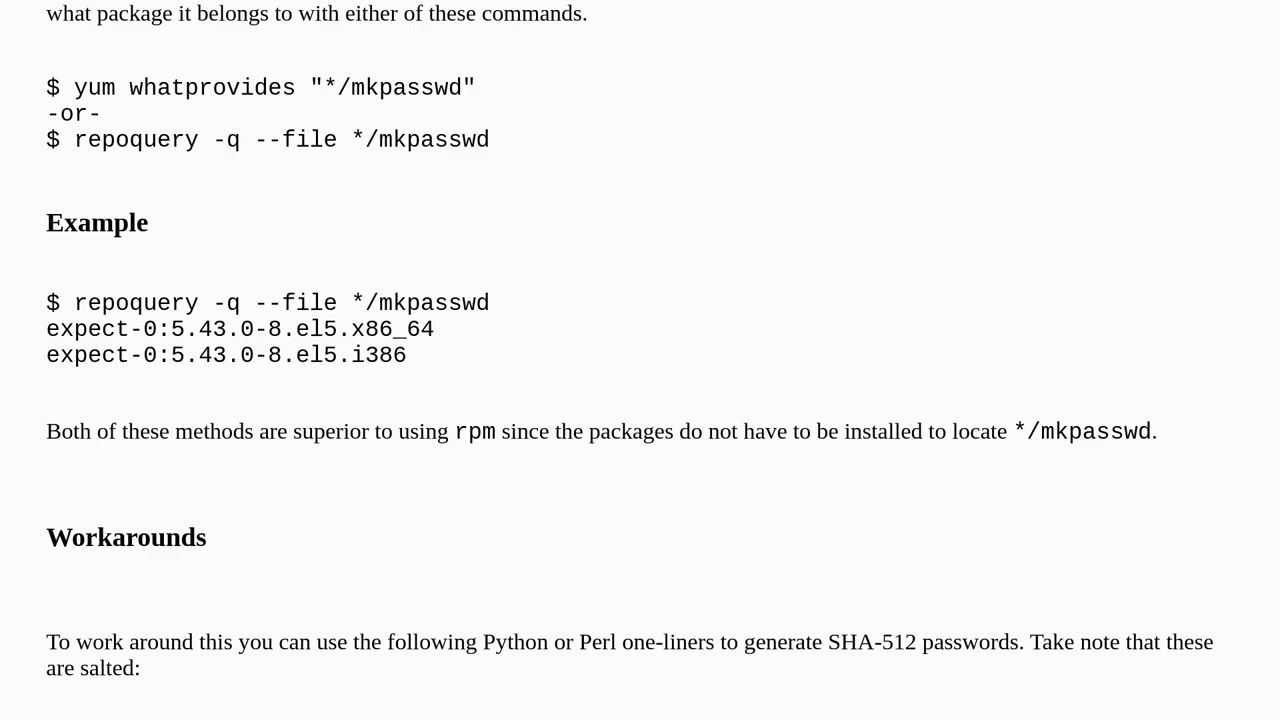 what package it belongs to with either of these commands.
$ yum whatprovides "*/mkpasswd"
-or-
$ repoquery -q --file */mkpasswd
Example
$ repoquery -q --file */mkpasswd
expect-0:5.43.0-8.el5.x86_64
expect-0:5.43.0-8.el5.i386
Both of these methods are superior to using rpm since the packages do not have to be installed to locate */mkpasswd.
Workarounds
To work around this you can use the following Python or Perl one-liners to generate SHA-512 passwords. Take note that these
are salted: